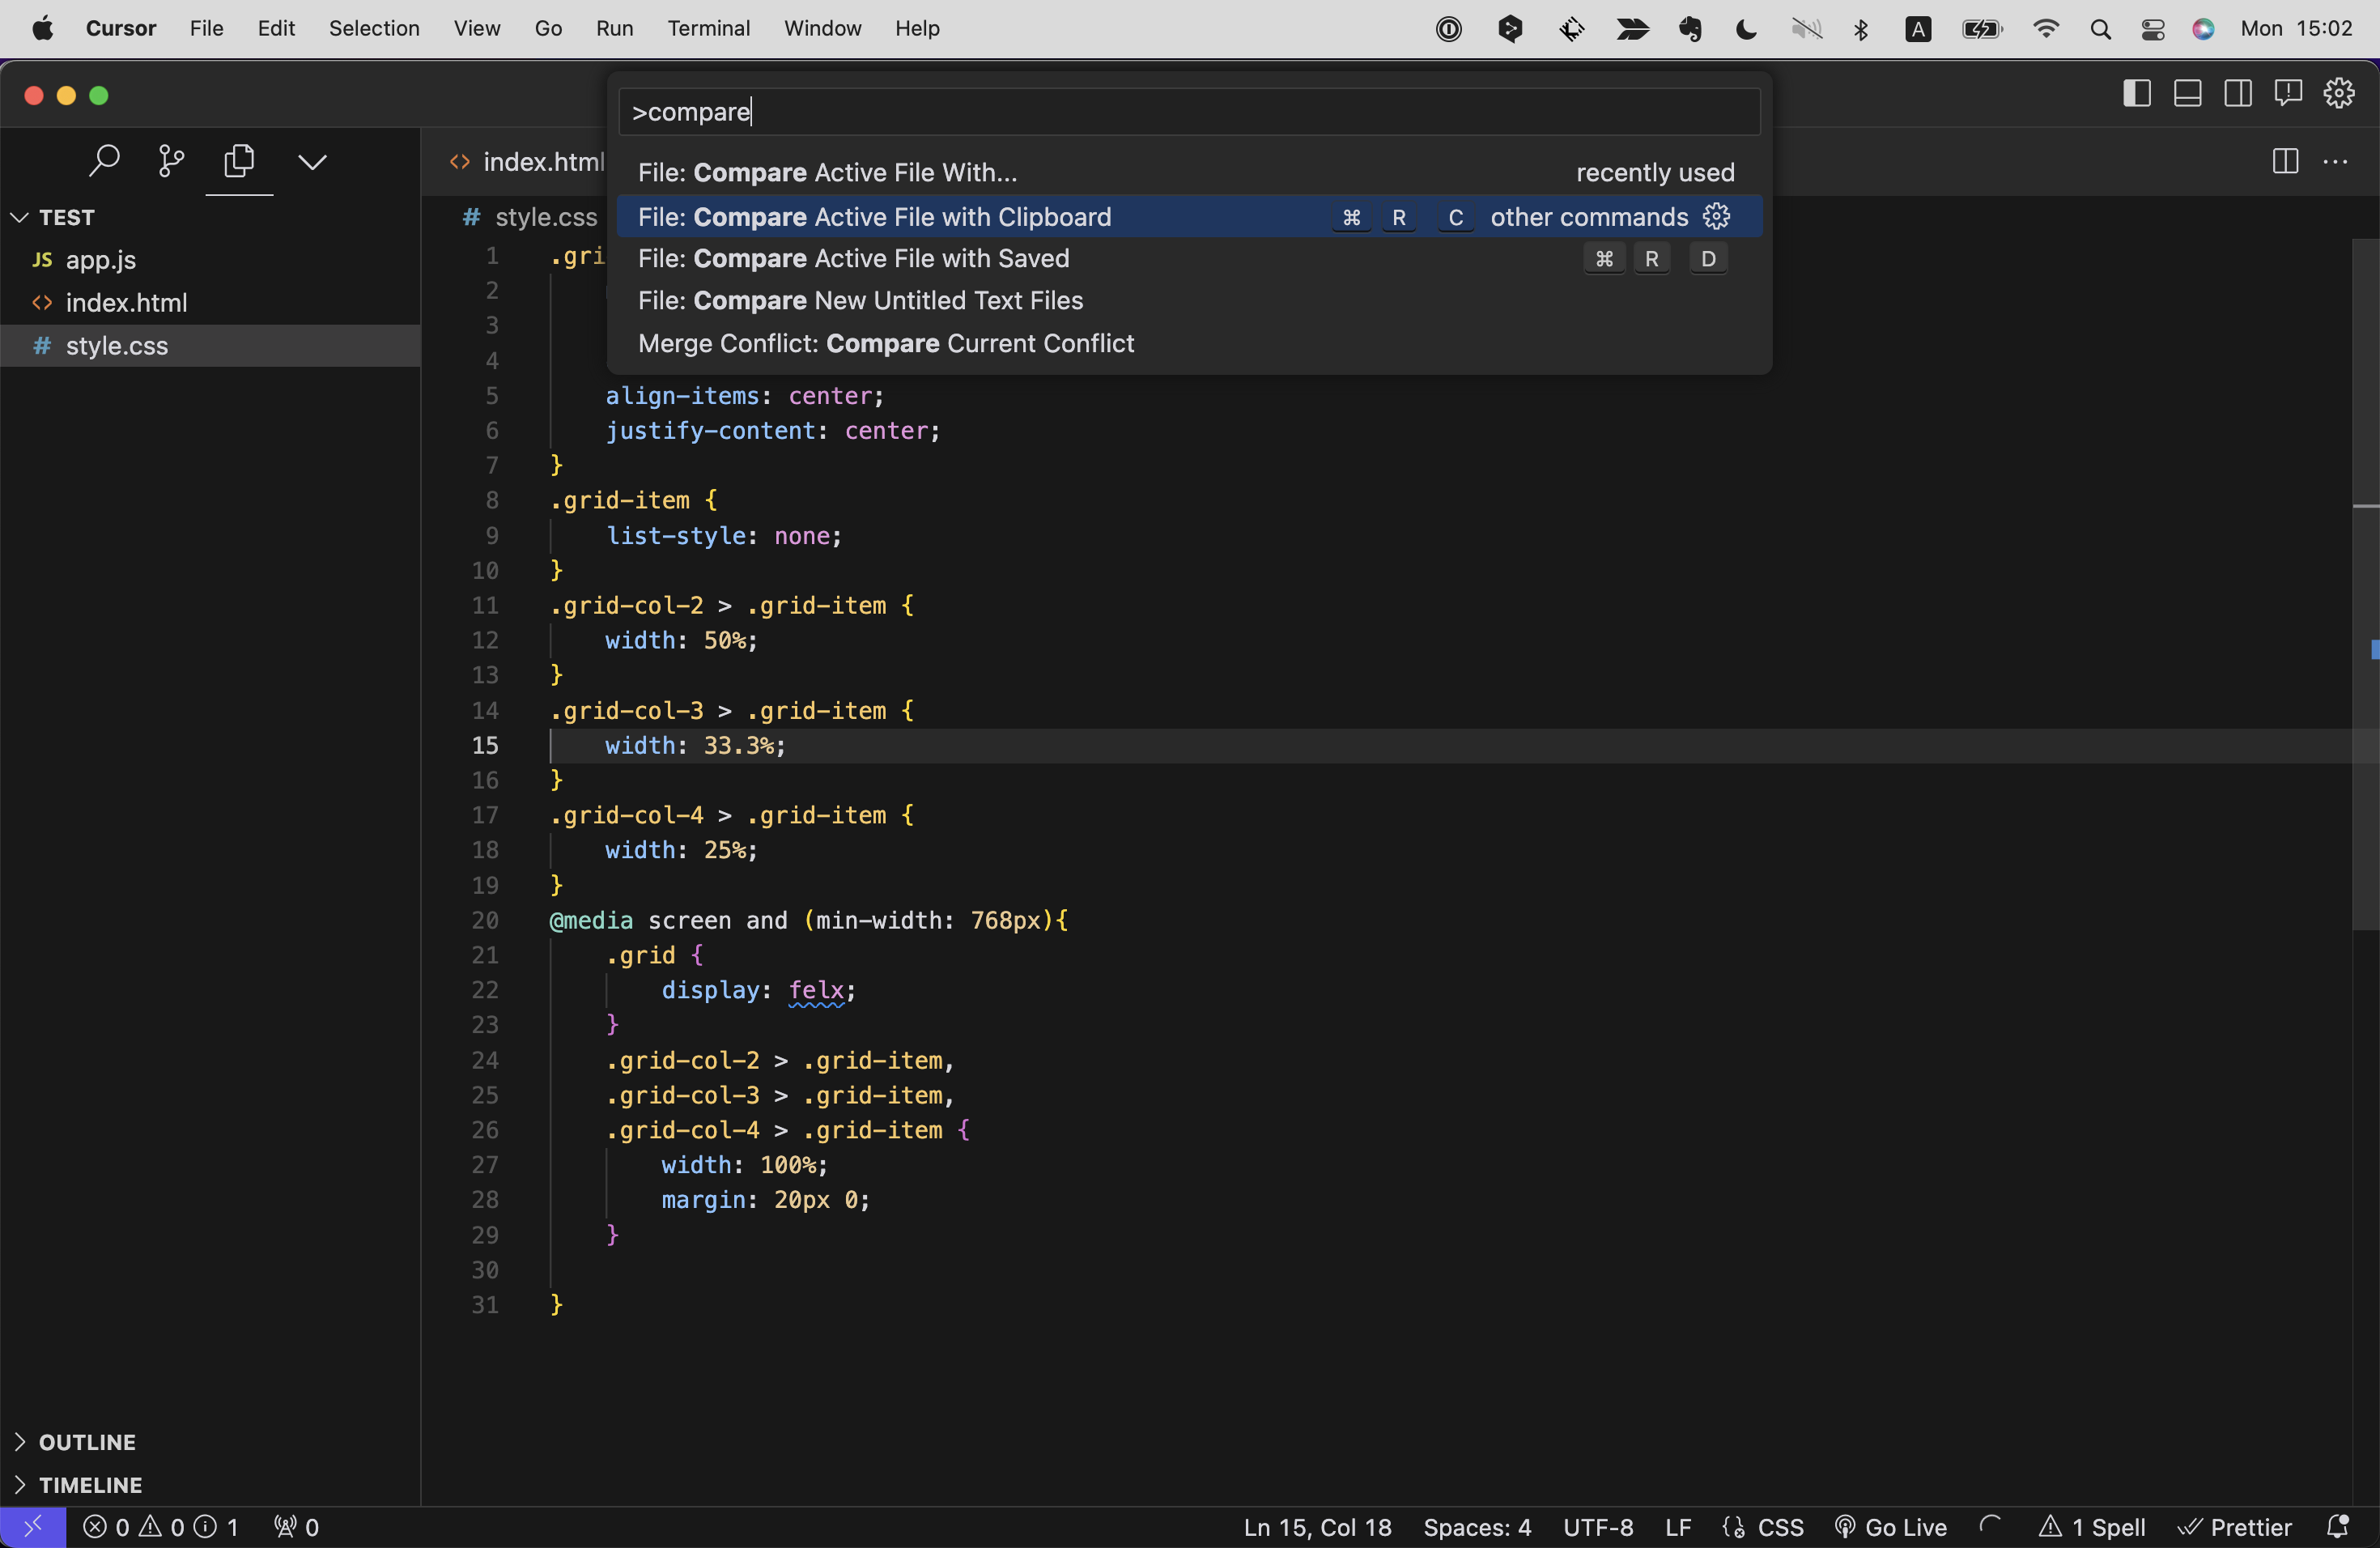 Cursor File Edit Selection View Go Run Terminal Window Help A Mon 15:02
>compare
index.html
File: Compare Active File With... recently used
TEST
# style.css
File: Compare Active File with Clipboard ⌘ R C other commands
JS app.js
1 .gri
File: Compare Active File with Saved ⌘ R D
<> index.html
2
File: Compare New Untitled Text Files
3
# style.css
4
Merge Conflict: Compare Current Conflict
5 align-items: center;
6 justify-content: center;
7 }
8 .grid-item {
9 list-style: none;
10 }
11 .grid-col-2 > .grid-item {
12 width: 50%;
13 }
14 .grid-col-3 > .grid-item {
15 width: 33.3%;
16 }
17 .grid-col-4 > .grid-item {
18 width: 25%;
19 }
20 @media screen and (min-width: 768px){
21 .grid {
22 display: felx;
23 }
24 .grid-col-2 > .grid-item,
25 .grid-col-3 > .grid-item,
26 .grid-col-4 > .grid-item {
27 width: 100%;
28 margin: 20px 0;
29 }
30
31 }
OUTLINE
TIMELINE
0 0 1 0 Ln 15, Col 18 Spaces: 4 UTF-8 LF CSS Go Live 1 Spell Prettier